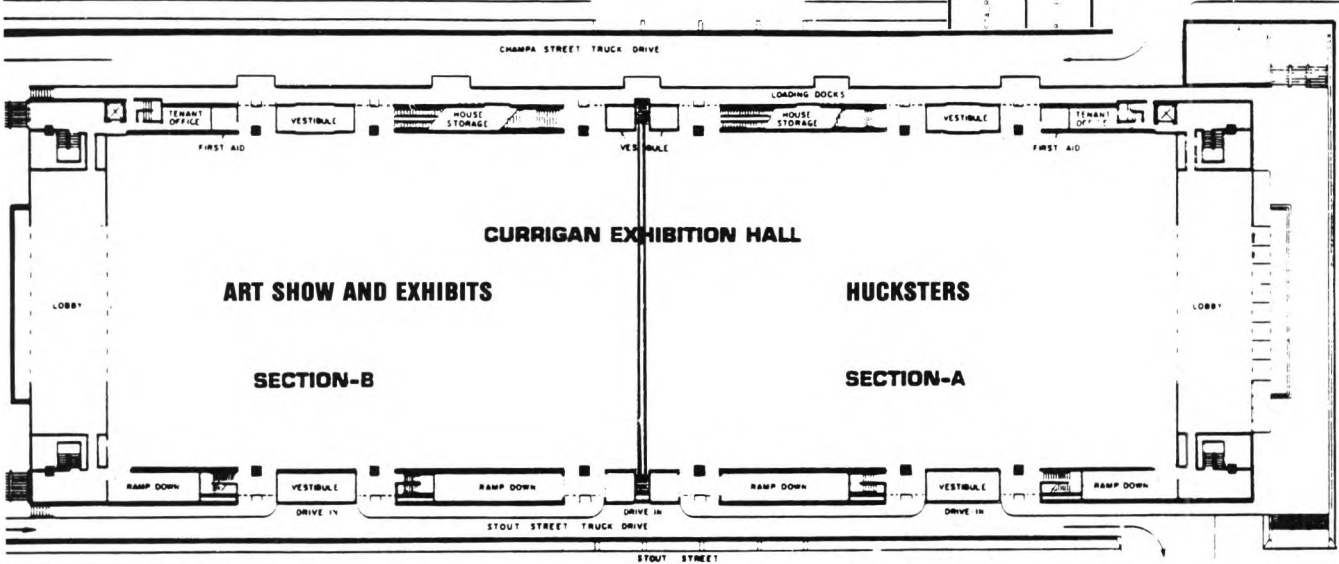 CHAMPA STREET TRUCK DRIVE
LOADING DOCKS
TENANT OFFICE
VESTIBULE
HOUSE STORAGE
HOUSE STORAGE
VESTIBULE
TENANT OFFICE
FIRST AID
VESTIBULE
FIRST AID
CURRIGAN EXHIBITION HALL
ART SHOW AND EXHIBITS
HUCKSTERS
LOBBY
LOBBY
SECTION-B
SECTION-A
RAMP DOWN
VESTIBULE
RAMP DOWN
RAMP DOWN
VESTIBULE
RAMP DOWN
DRIVE IN
DRIVE IN
DRIVE IN
STOUT STREET TRUCK DRIVE
STOUT STREET